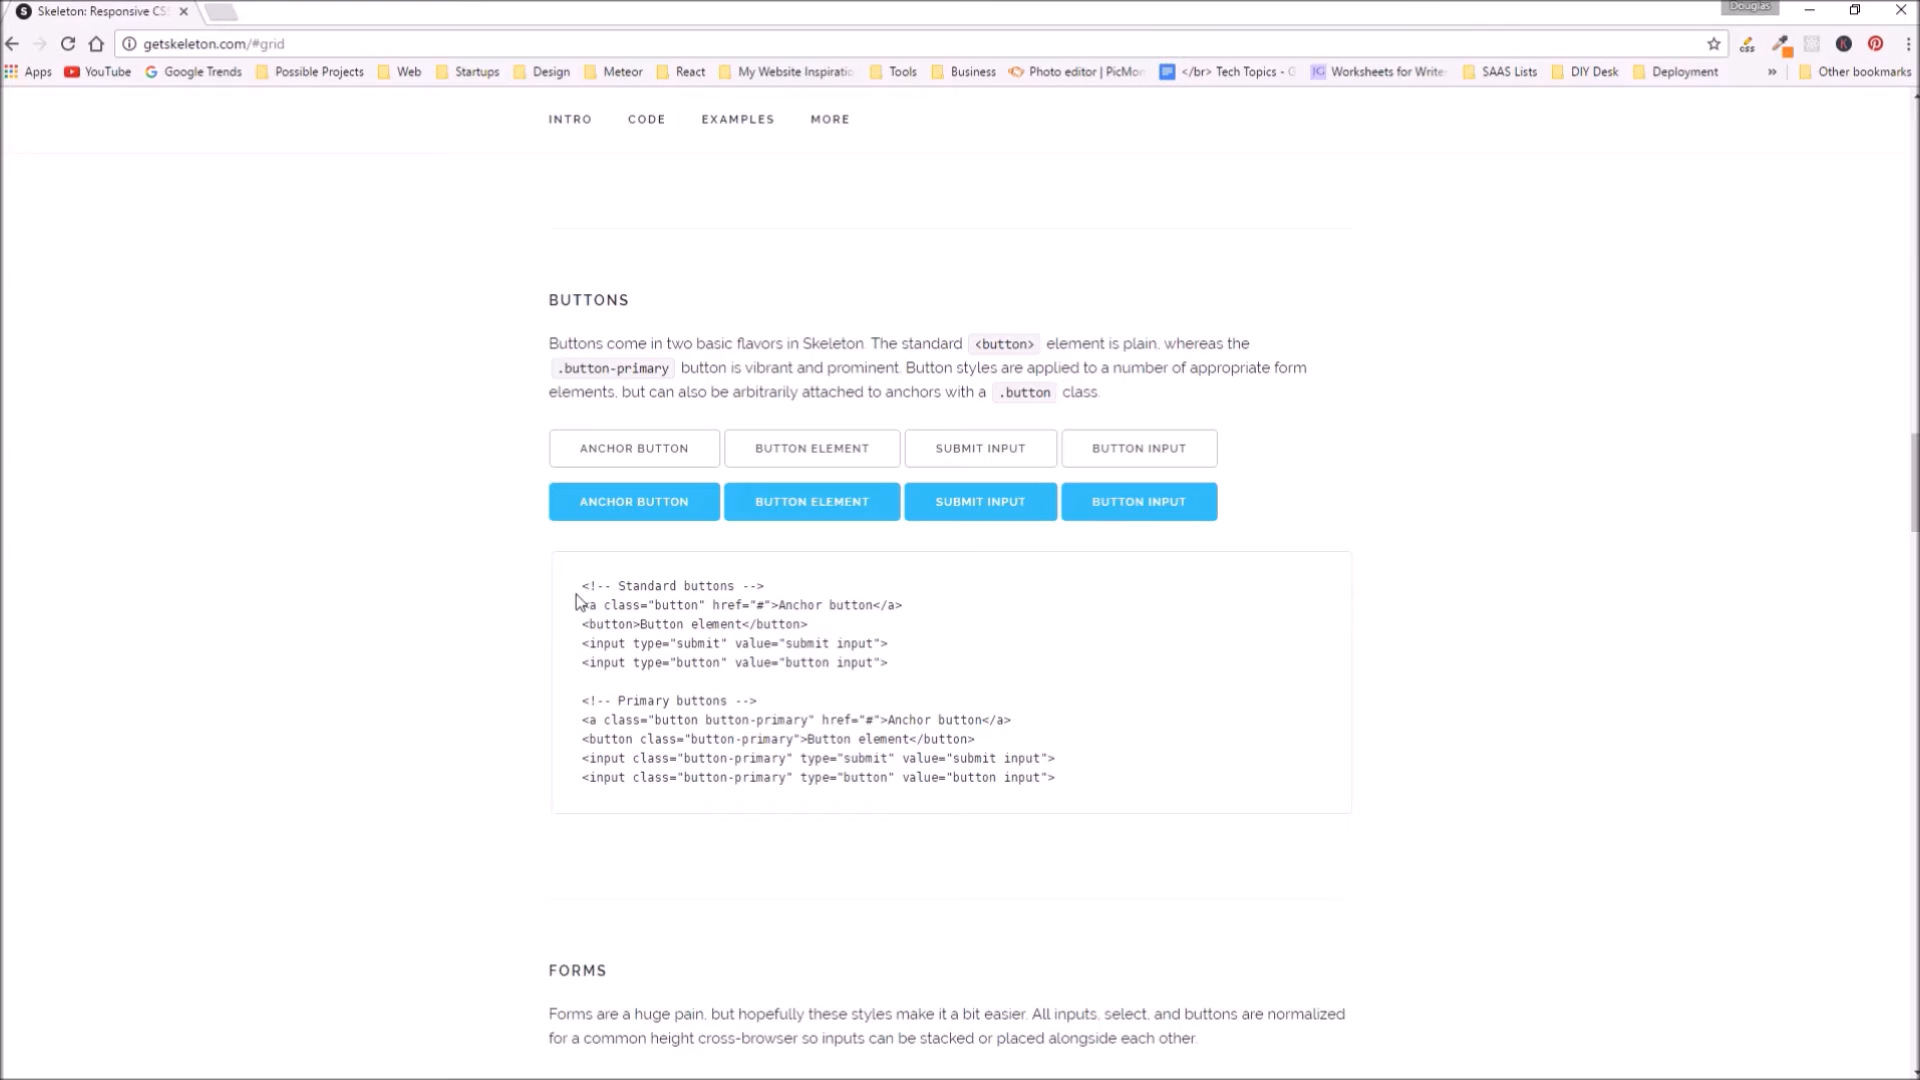 Skeleton: Responsive CS
Douglas
getskeleton.com/#grid
css
K
Apps YouTube Google Trends Possible Projects Web Startups Design Meteor React My Website Inspiratio Tools Business Photo editor | PicMon </br> Tech Topics - G Worksheets for Write SAAS Lists DIY Desk Deployment » Other bookmarks
INTRO CODE EXAMPLES MORE
BUTTONS
Buttons come in two basic flavors in Skeleton. The standard <button> element is plain, whereas the
.button-primary button is vibrant and prominent. Button styles are applied to a number of appropriate form
elements, but can also be arbitrarily attached to anchors with a .button class.
ANCHOR BUTTON BUTTON ELEMENT SUBMIT INPUT BUTTON INPUT
ANCHOR BUTTON BUTTON ELEMENT SUBMIT INPUT BUTTON INPUT
<!-- Standard buttons -->
<a class="button" href="#">Anchor button</a>
<button>Button element</button>
<input type="submit" value="submit input">
<input type="button" value="button input">
<!-- Primary buttons -->
<a class="button button-primary" href="#">Anchor button</a>
<button class="button-primary">Button element</button>
<input class="button-primary" type="submit" value="submit input">
<input class="button-primary" type="button" value="button input">
FORMS
Forms are a huge pain, but hopefully these styles make it a bit easier. All inputs, select, and buttons are normalized
for a common height cross-browser so inputs can be stacked or placed alongside each other.